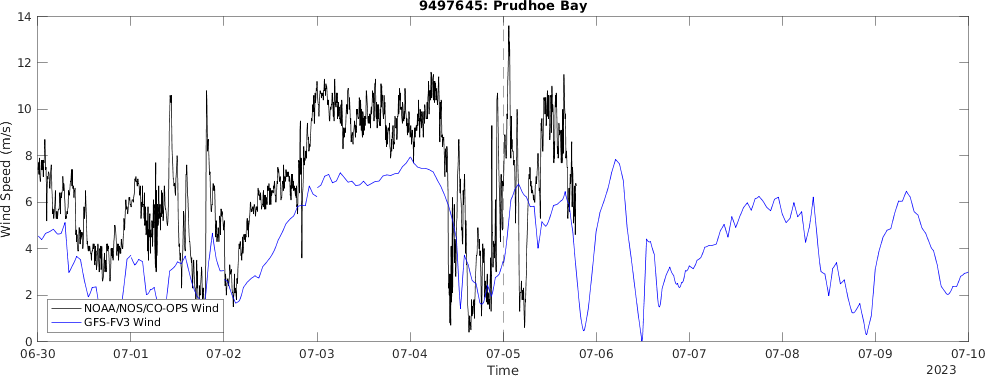 9497645: Prudhoe Bay
Wind Speed (m/s)
14
12
10
8
6
4
2
0
NOAA/NOS/CO-OPS Wind
GFS-FV3 Wind
06-30 07-01 07-02 07-03 07-04 07-05 07-06 07-07 07-08 07-09 07-10
Time
2023